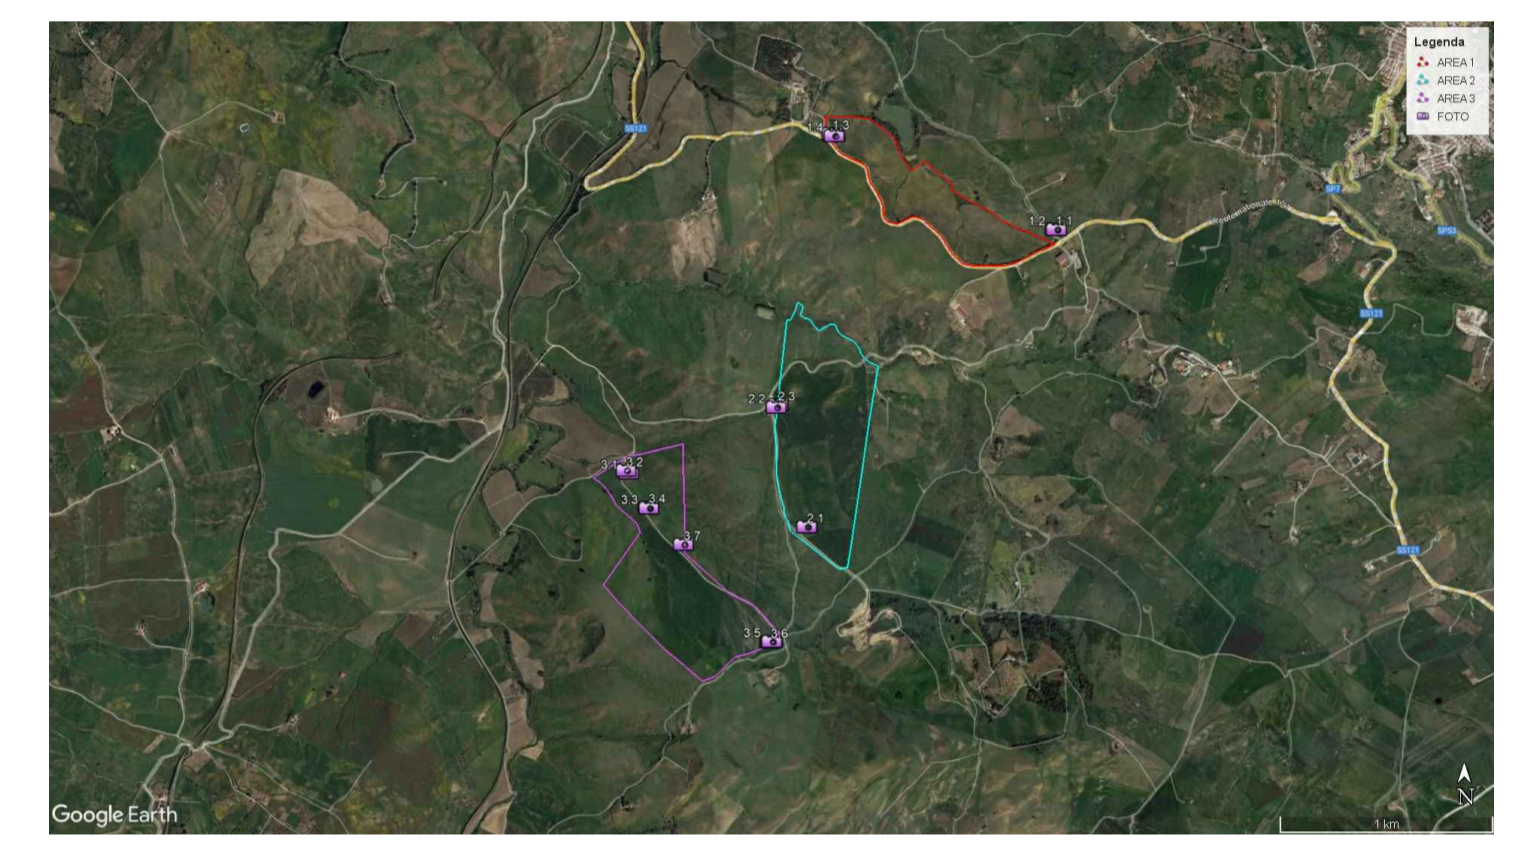 Legenda
AREA 1
AREA 2
AREA 3
FOTO
1.4 1.3
SS121
SP7
SP53
1.2 1.1
SS121
2.2 2.3
3.1 3.2
3.3 3.4
2.1
3.7
SS121
3.5 3.6
N
Google Earth
1 km